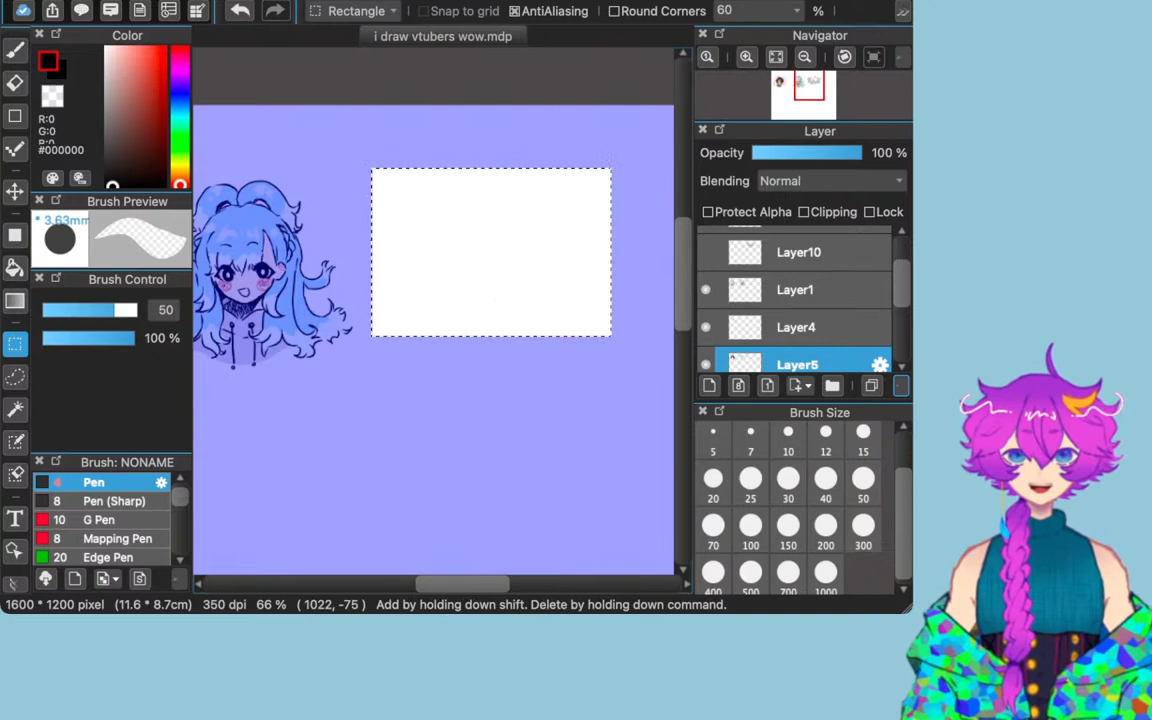 Rectangle
Snap to grid
AntiAliasing
Round Corners
60
%
Color
i draw vtubers wow.mdp
Navigator
R:0
G:0
#000000
Layer
Opacity
100 %
Blending
Normal
Brush Preview
* 3.63mm
Protect Alpha
Clipping
Lock
Layer10
Brush Control
50
Layer1
100 %
Layer4
Layer5
Brush Size
5
7
10
12
15
Brush: NONAME
Pen
8
Pen (Sharp)
20
25
30
40
50
10
G Pen
8
Mapping Pen
70
100
150
200
300
20
Edge Pen
400
500
700
1000
T
1600 * 1200 pixel
(11.6 * 8.7cm)
350 dpi
66 %
( 1022, -75 )
Add by holding down shift. Delete by holding down command.